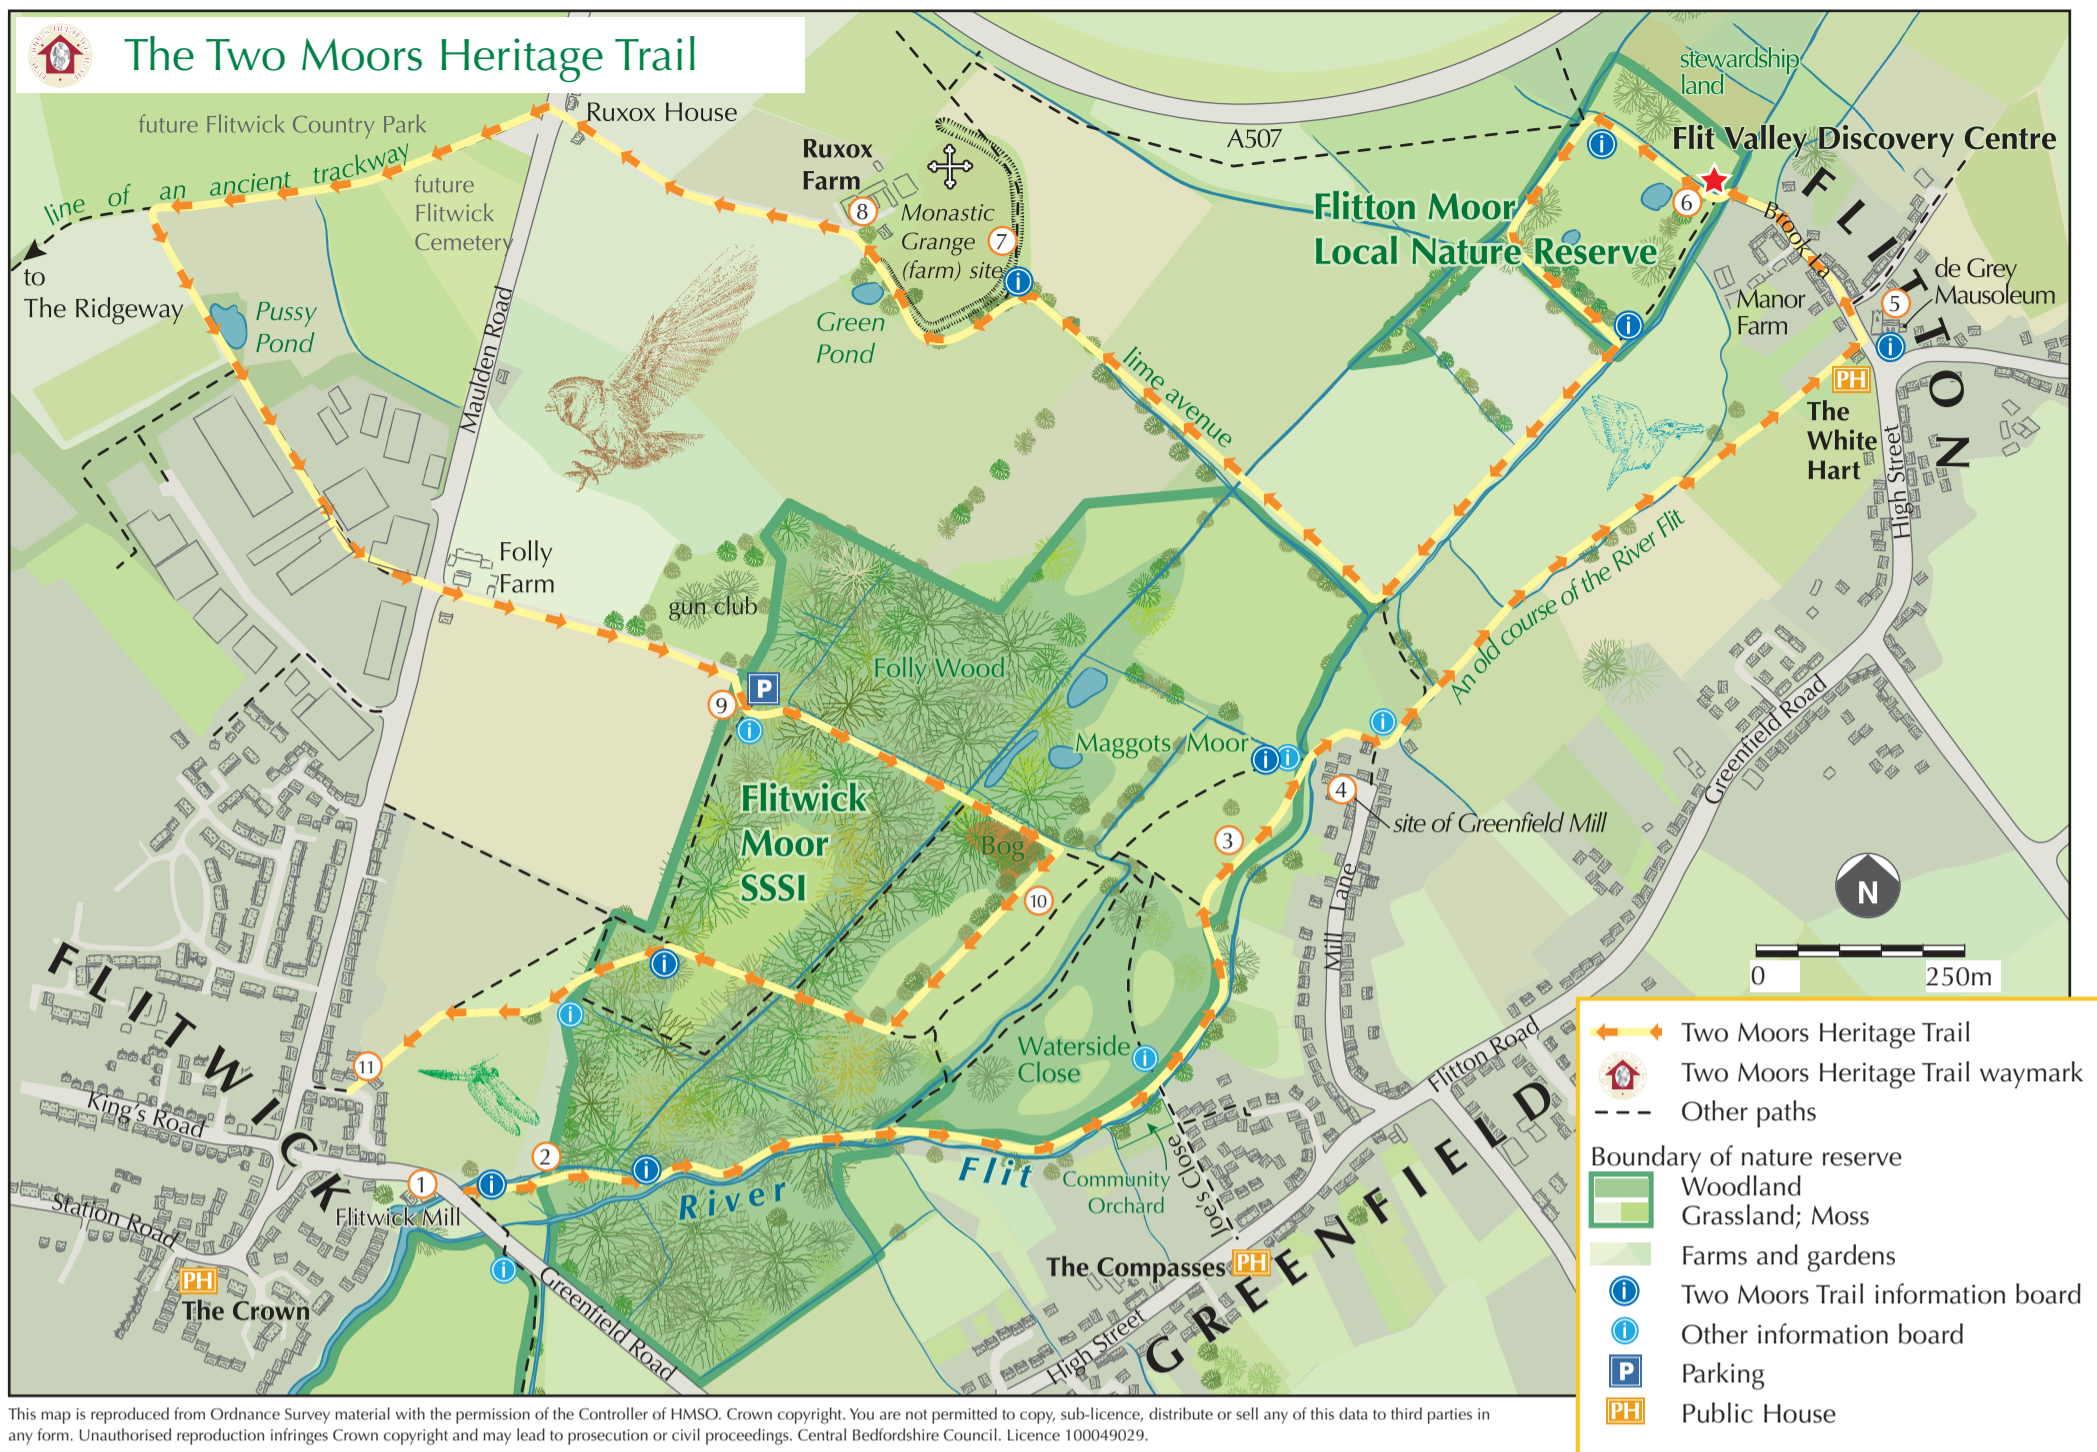 The Two Moors Heritage Trail
future Flitwick Country Park
line of an ancient trackway
to
The Ridgeway
future
Flitwick
Cemetery
Pussy
Pond
Maulden Road
Ruxox House
Ruxox
Farm
8
Monastic
Grange
(farm) site
7
i
Green
Pond
A507
lime avenue
stewardship
land
Flit Valley Discovery Centre
Flitton Moor
Local Nature Reserve
i
6
i
Brook La
Manor
Farm
FLITTON
de Grey
Mausoleum
5
i
PH
The
White
Hart
High Street
An old course of the River Flit
Greenfield Road
Folly
Farm
gun club
Folly Wood
P
9
i
Maggots Moor
i
i
i
4
site of Greenfield Mill
3
Mill Lane
Flitwick
Moor
SSSI
Bog
10
i
i
Waterside
Close
i
N
0
250m
FLITWICK
11
King's Road
Station Road
PH
The Crown
1
Flitwick Mill
i
2
i
i
River Flit
Greenfield Road
Community
Orchard
Joe's Close
The Compasses
PH
High Street
GREENFIELD
Flitton Road
Two Moors Heritage Trail
Two Moors Heritage Trail waymark
Other paths
Boundary of nature reserve
Woodland
Grassland; Moss
Farms and gardens
i
Two Moors Trail information board
i
Other information board
P
Parking
PH
Public House
This map is reproduced from Ordnance Survey material with the permission of the Controller of HMSO. Crown copyright. You are not permitted to copy, sub-licence, distribute or sell any of this data to third parties in
any form. Unauthorised reproduction infringes Crown copyright and may lead to prosecution or civil proceedings. Central Bedfordshire Council. Licence 100049029.